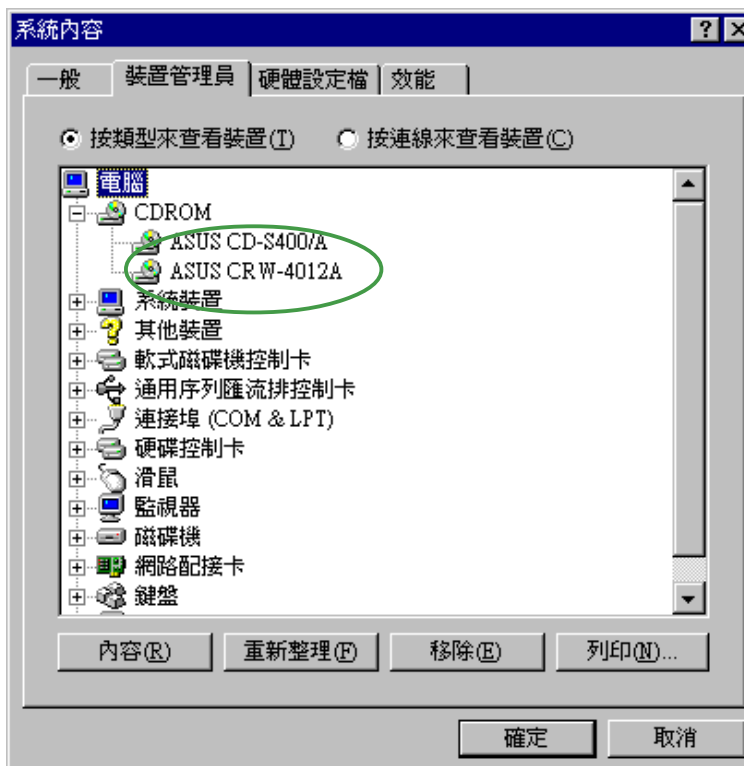 系統內容
一般 裝置管理員 硬體設定檔 效能
按類型來查看裝置(T) 按連線來查看裝置(C)
電腦
CDROM
ASUS CD-S400/A
ASUS CRW-4012A
系統裝置
其他裝置
軟式磁碟機控制卡
通用序列匯流排控制卡
連接埠 (COM & LPT)
硬碟控制卡
滑鼠
監視器
磁碟機
網路配接卡
鍵盤
內容(R) 重新整理(F) 移除(E) 列印(N)...
確定 取消